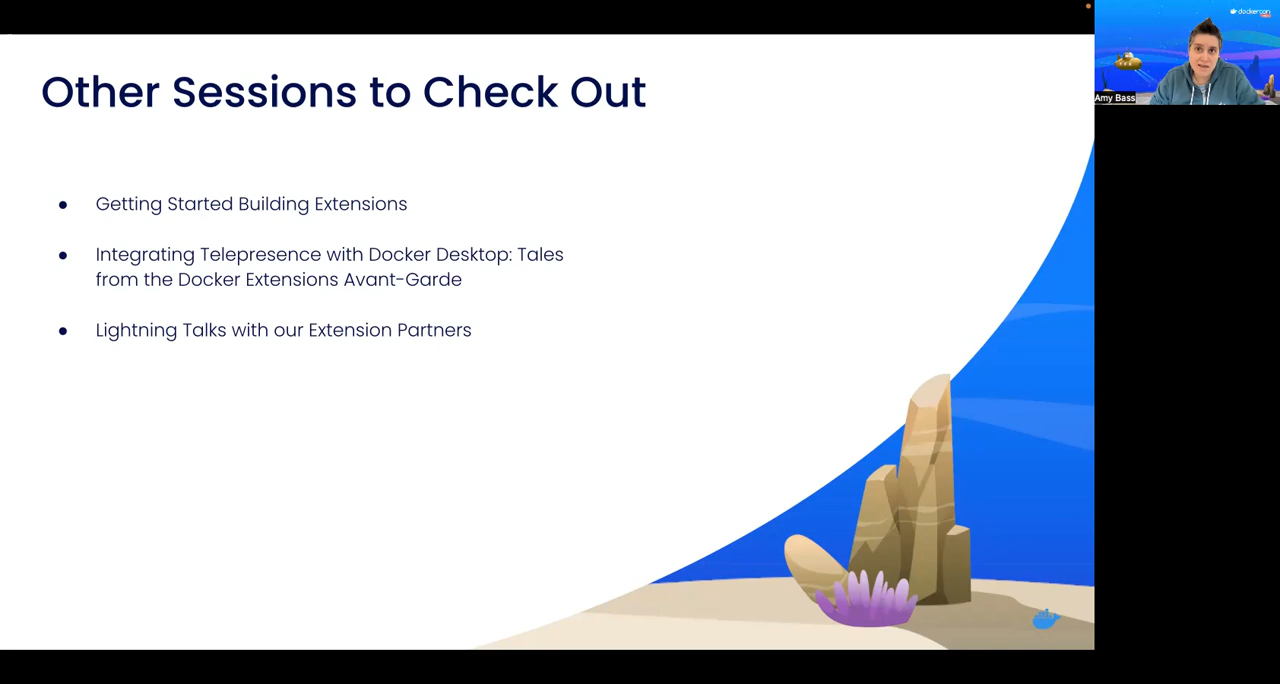 dockercon
Amy Bass
Other Sessions to Check Out
● Getting Started Building Extensions
● Integrating Telepresence with Docker Desktop: Tales
from the Docker Extensions Avant-Garde
● Lightning Talks with our Extension Partners